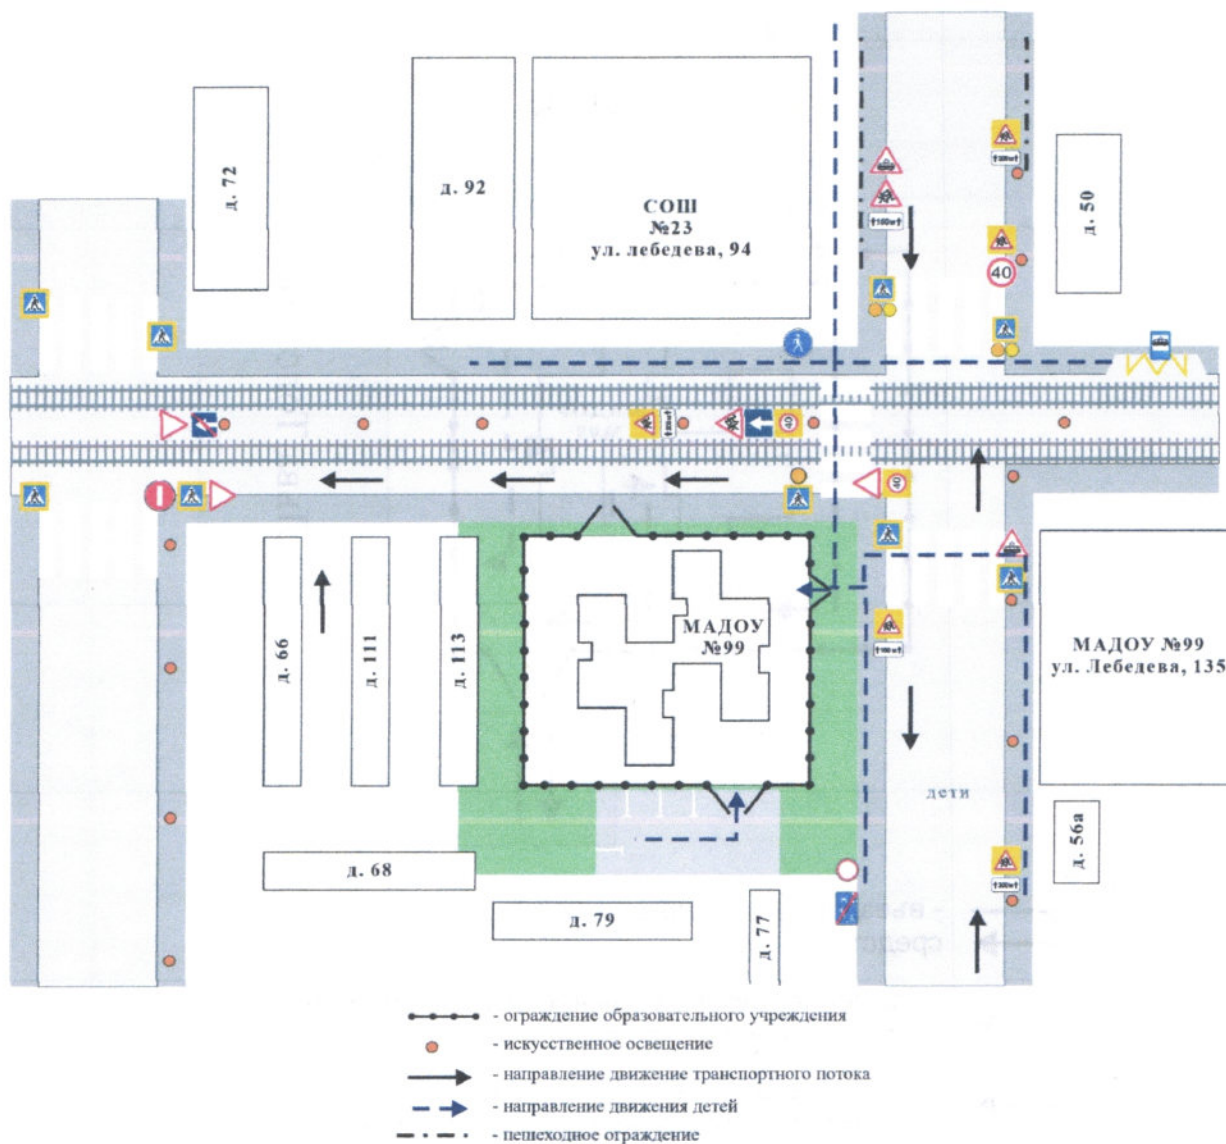 д. 72
д. 92
СОШ
№23
ул. лебедева, 94
д. 50
40
д. 66
д. 111
д. 113
МАДОУ
№99
МАДОУ №99
ул. Лебедева, 135
дети
д. 56а
д. 68
д. 79
д. 77
- ограждение образовательного учреждения
- искусственное освещение
- направление движение транспортного потока
- направление движения детей
- пешеходное ограждение